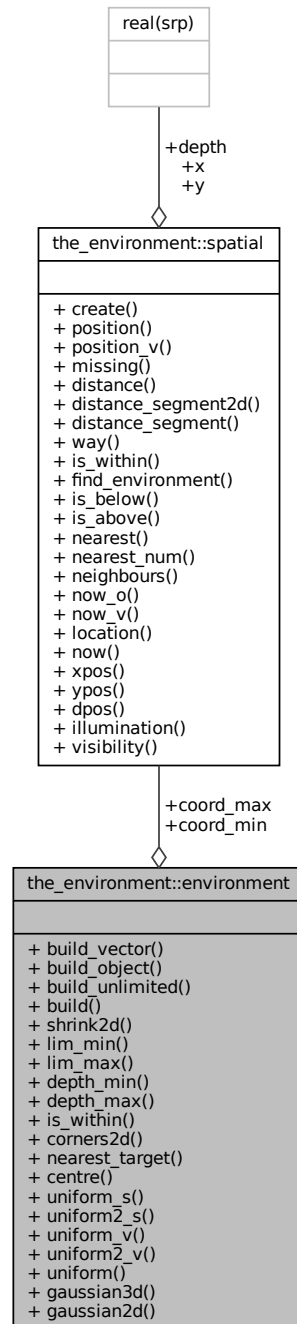 real(srp)
+depth
+x
+y
the_environment::spatial
+ create()
+ position()
+ position_v()
+ missing()
+ distance()
+ distance_segment2d()
+ distance_segment()
+ way()
+ is_within()
+ find_environment()
+ is_below()
+ is_above()
+ nearest()
+ nearest_num()
+ neighbours()
+ now_o()
+ now_v()
+ location()
+ now()
+ xpos()
+ ypos()
+ dpos()
+ illumination()
+ visibility()
+coord_max
+coord_min
the_environment::environment
+ build_vector()
+ build_object()
+ build_unlimited()
+ build()
+ shrink2d()
+ lim_min()
+ lim_max()
+ depth_min()
+ depth_max()
+ is_within()
+ corners2d()
+ nearest_target()
+ centre()
+ uniform_s()
+ uniform2_s()
+ uniform_v()
+ uniform2_v()
+ uniform()
+ gaussian3d()
+ gaussian2d()